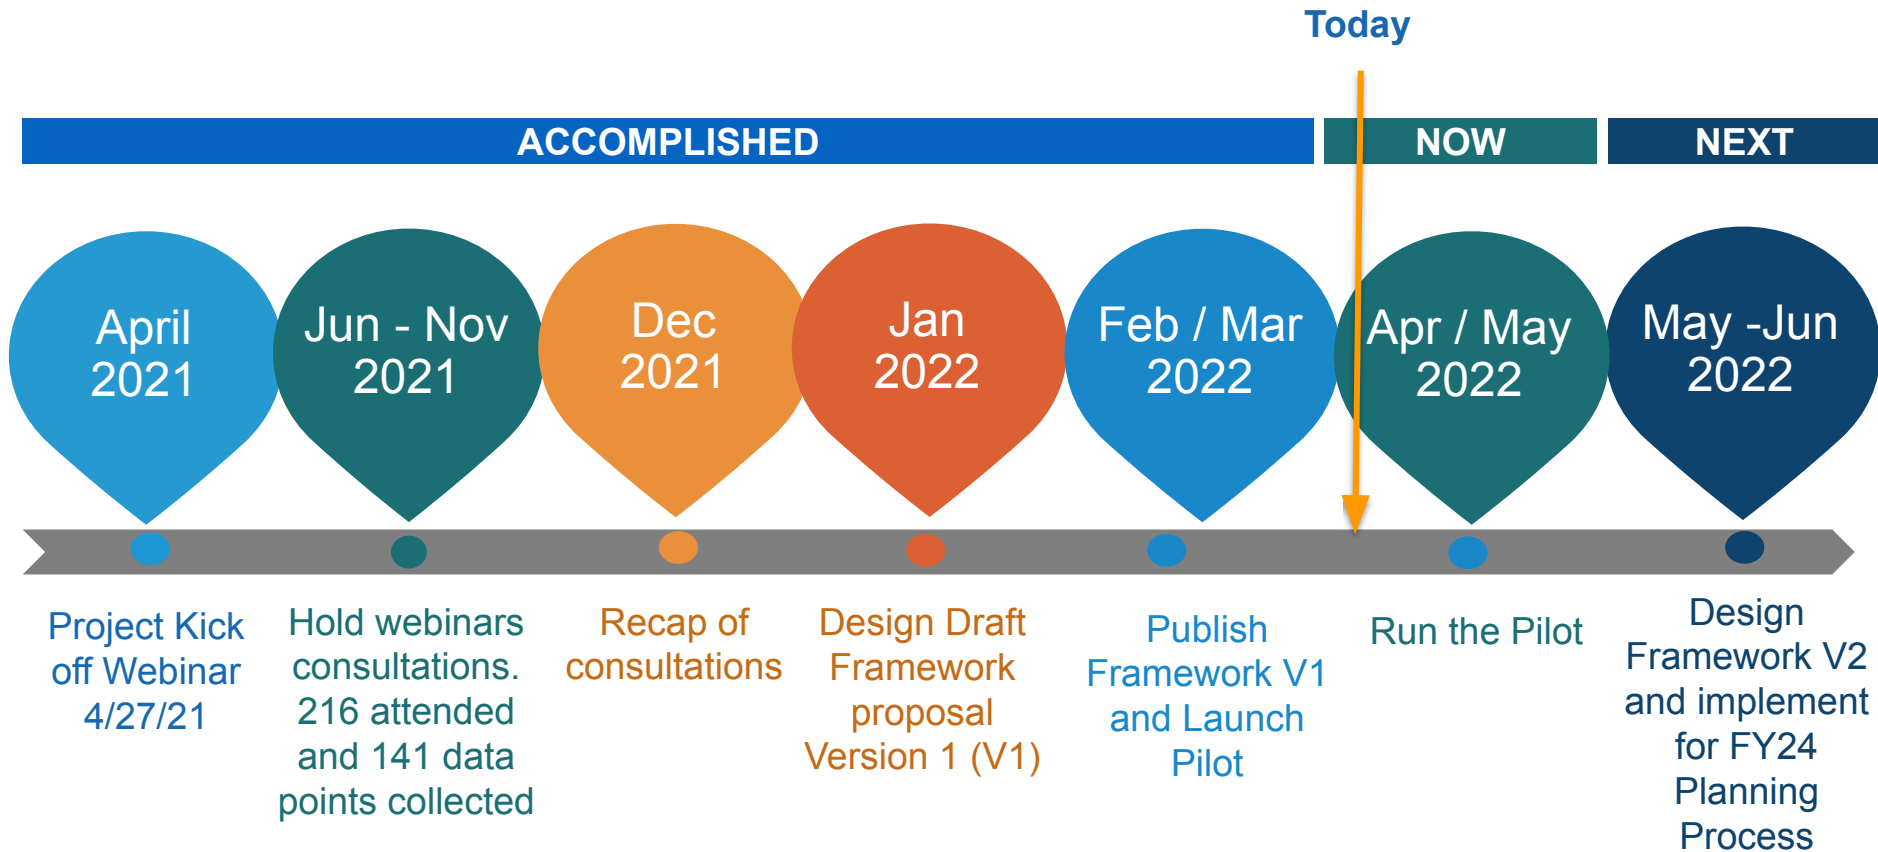 Today
ACCOMPLISHED
NOW
NEXT
April
2021
Jun - Nov
2021
Dec
2021
Jan
2022
Feb / Mar
2022
Apr / May
2022
May -Jun
2022
Project Kick
off Webinar
4/27/21
Hold webinars
consultations.
216 attended
and 141 data
points collected
Recap of
consultations
Design Draft
Framework
proposal
Version 1 (V1)
Publish
Framework V1
and Launch
Pilot
Run the Pilot
Design
Framework V2
and implement
for FY24
Planning
Process